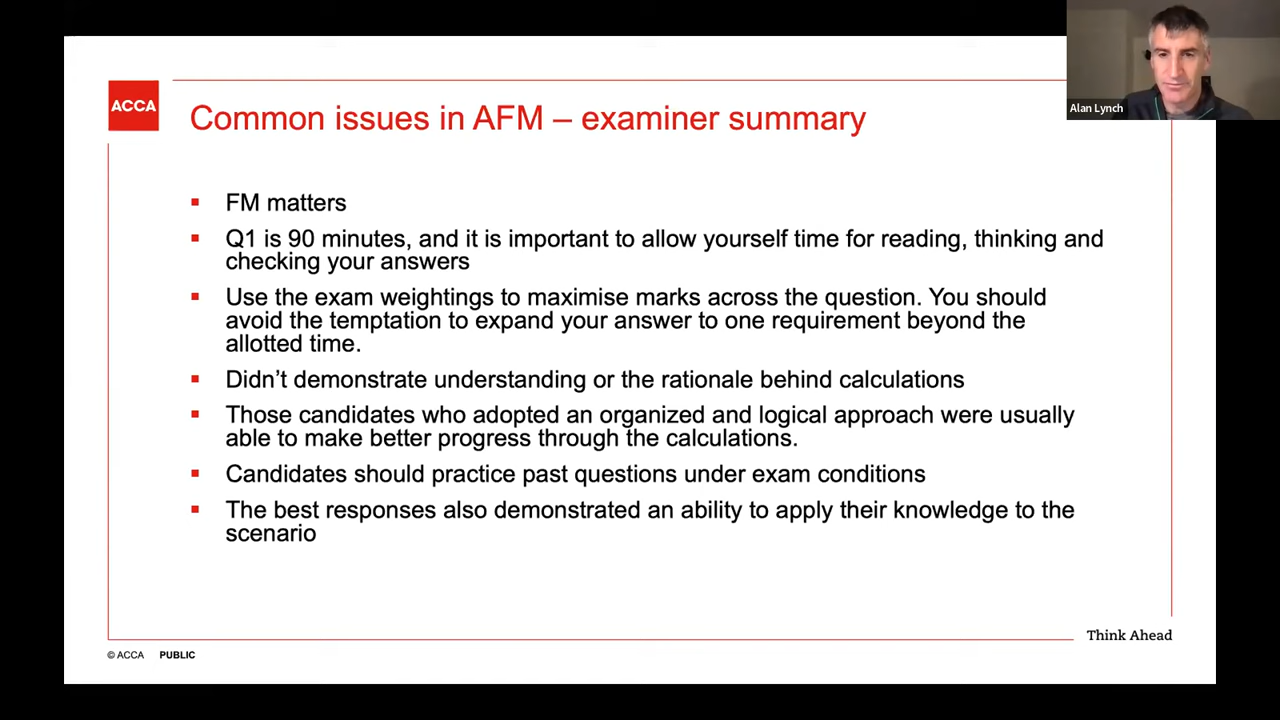 Alan Lynch
ACCA
Common issues in AFM – examiner summary
FM matters
Q1 is 90 minutes, and it is important to allow yourself time for reading, thinking and
checking your answers
Use the exam weightings to maximise marks across the question. You should
avoid the temptation to expand your answer to one requirement beyond the
allotted time.
Didn't demonstrate understanding or the rationale behind calculations
Those candidates who adopted an organized and logical approach were usually
able to make better progress through the calculations.
Candidates should practice past questions under exam conditions
The best responses also demonstrated an ability to apply their knowledge to the
scenario
Think Ahead
© ACCA PUBLIC